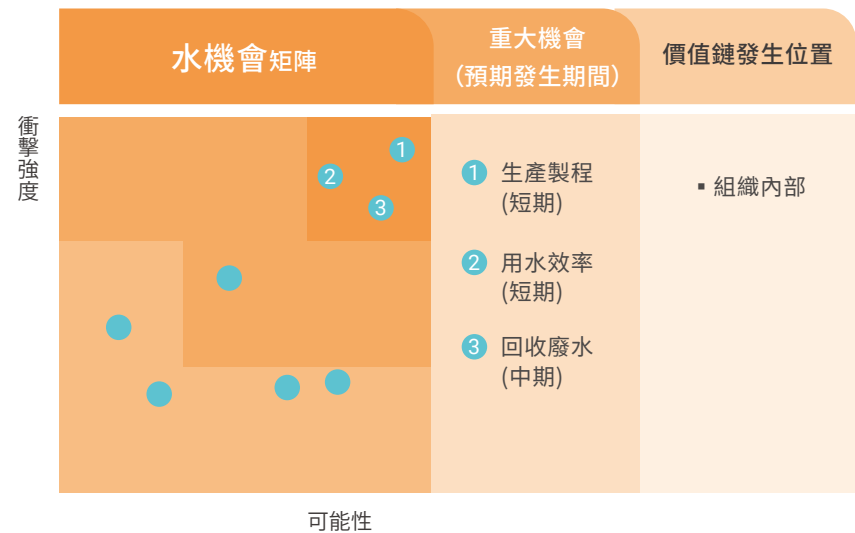 水機會矩陣
重大機會
(預期發生期間)
價值鏈發生位置
衝擊強度
1
2
3
可能性
1 生產製程
(短期)
2 用水效率
(短期)
3 回收廢水
(中期)
▪ 組織內部